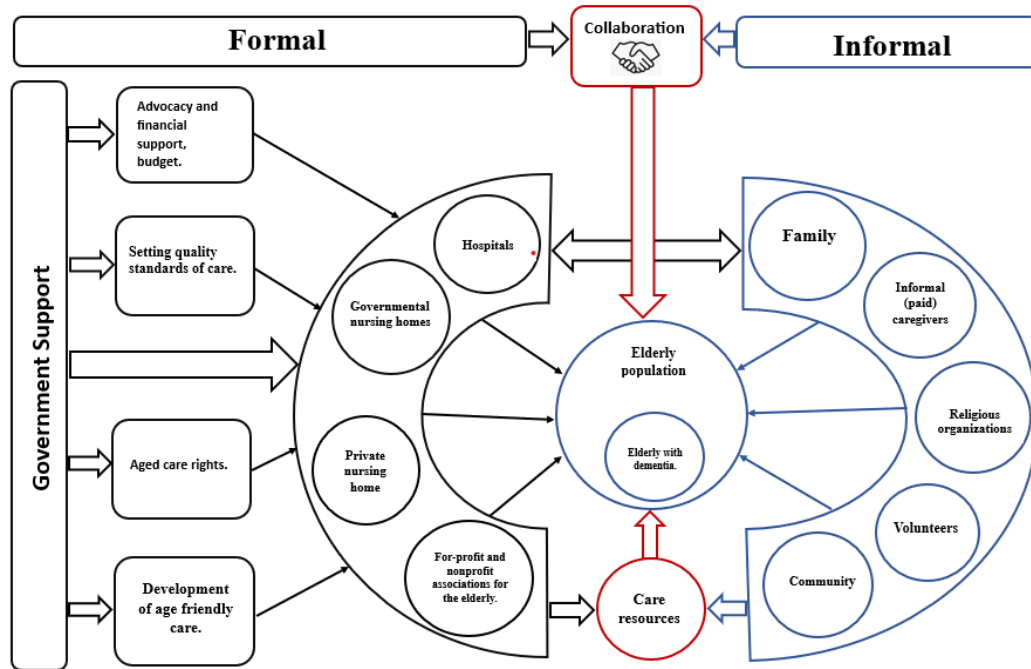 Formal
Collaboration
Informal
Government Support
Advocacy and
financial
support,
budget.
Setting quality
standards of care.
Aged care rights.
Development
of age friendly
care.
Hospitals
Governmental
nursing homes
Private
nursing
home
For-profit and
nonprofit
associations for
the elderly.
Elderly
population
Elderly with
dementia.
Care
resources
Family
Informal
(paid)
caregivers
Religious
organizations
Volunteers
Community